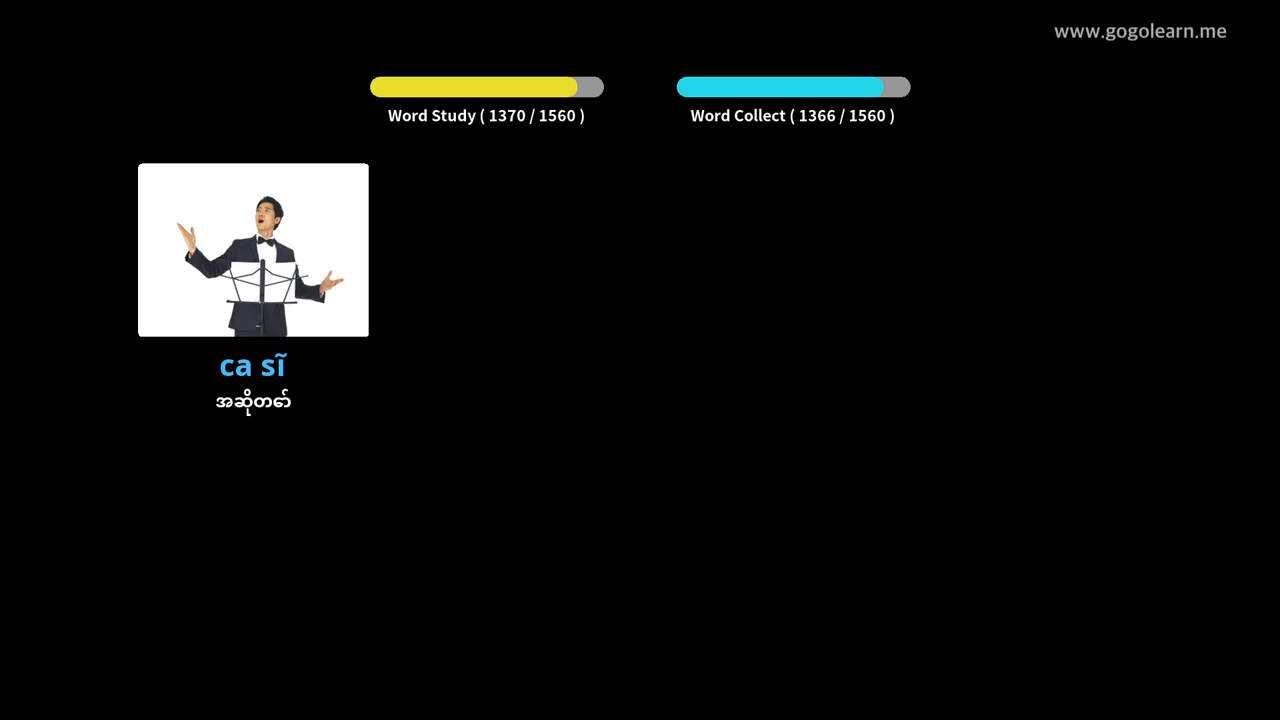 www.gogolearn.me
Word Study ( 1370 / 1560 )
Word Collect ( 1366 / 1560 )
ca sĩ
အဆိုတော်